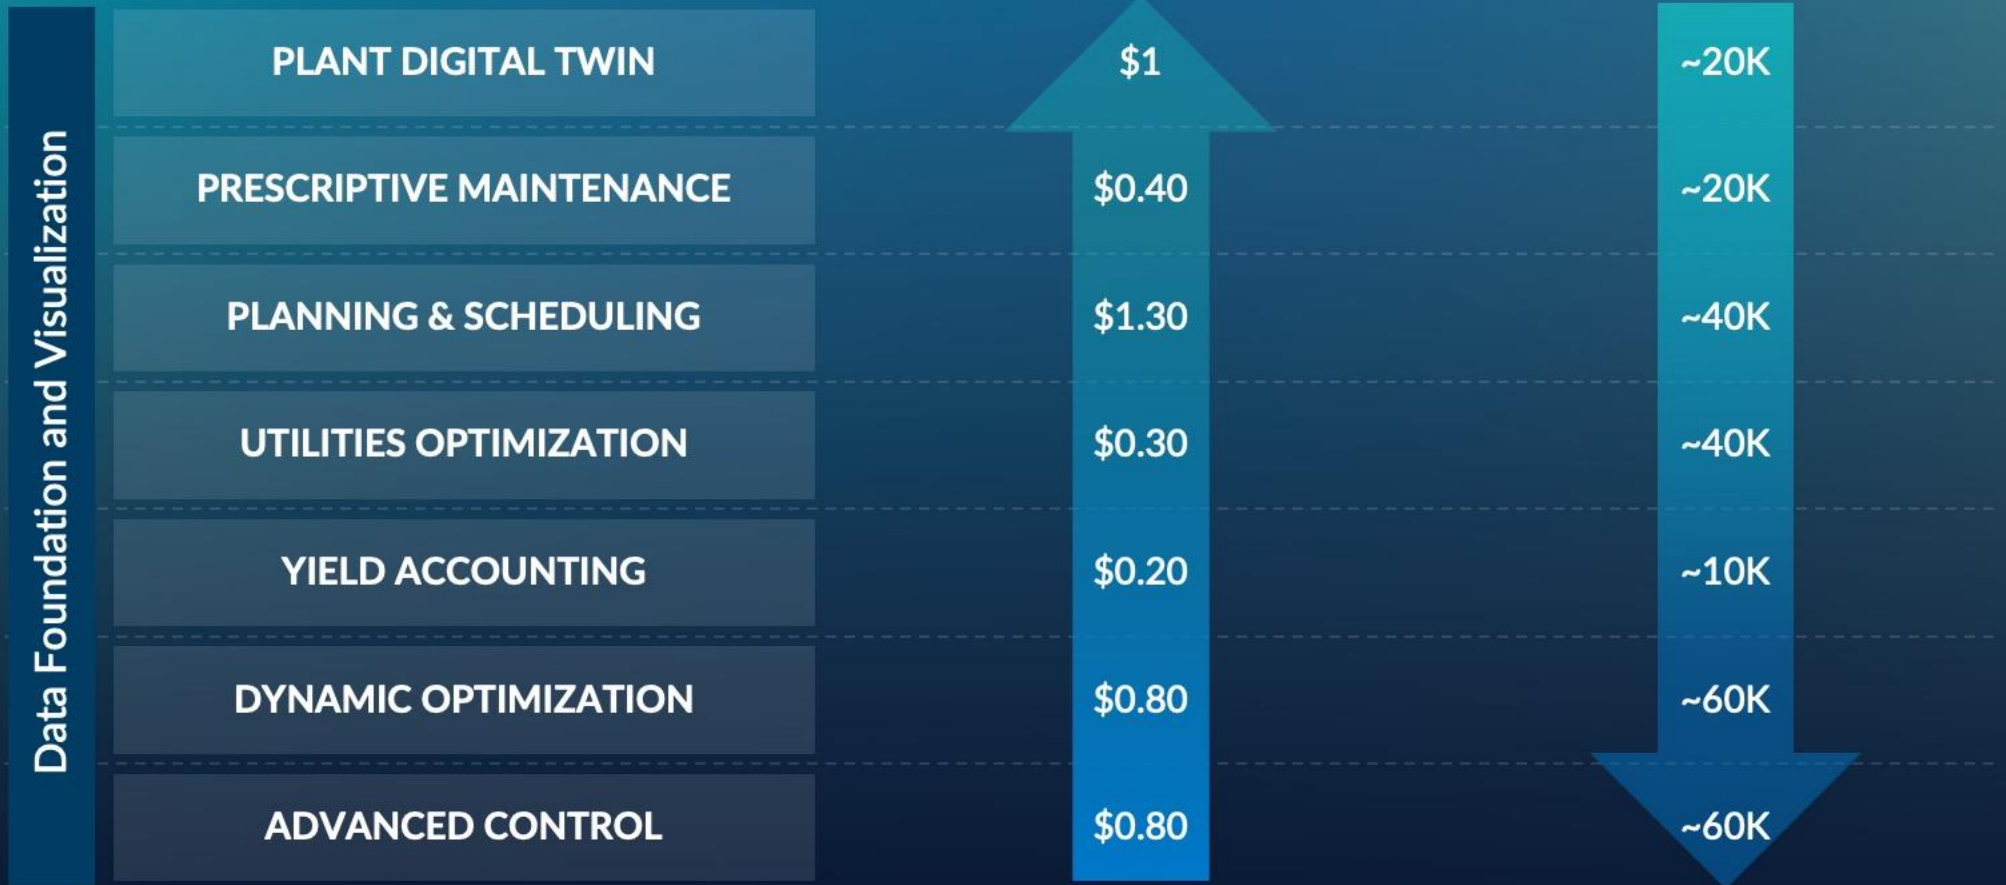 Data Foundation and Visualization
PLANT DIGITAL TWIN $1 ~20K
PRESCRIPTIVE MAINTENANCE $0.40 ~20K
PLANNING & SCHEDULING $1.30 ~40K
UTILITIES OPTIMIZATION $0.30 ~40K
YIELD ACCOUNTING $0.20 ~10K
DYNAMIC OPTIMIZATION $0.80 ~60K
ADVANCED CONTROL $0.80 ~60K